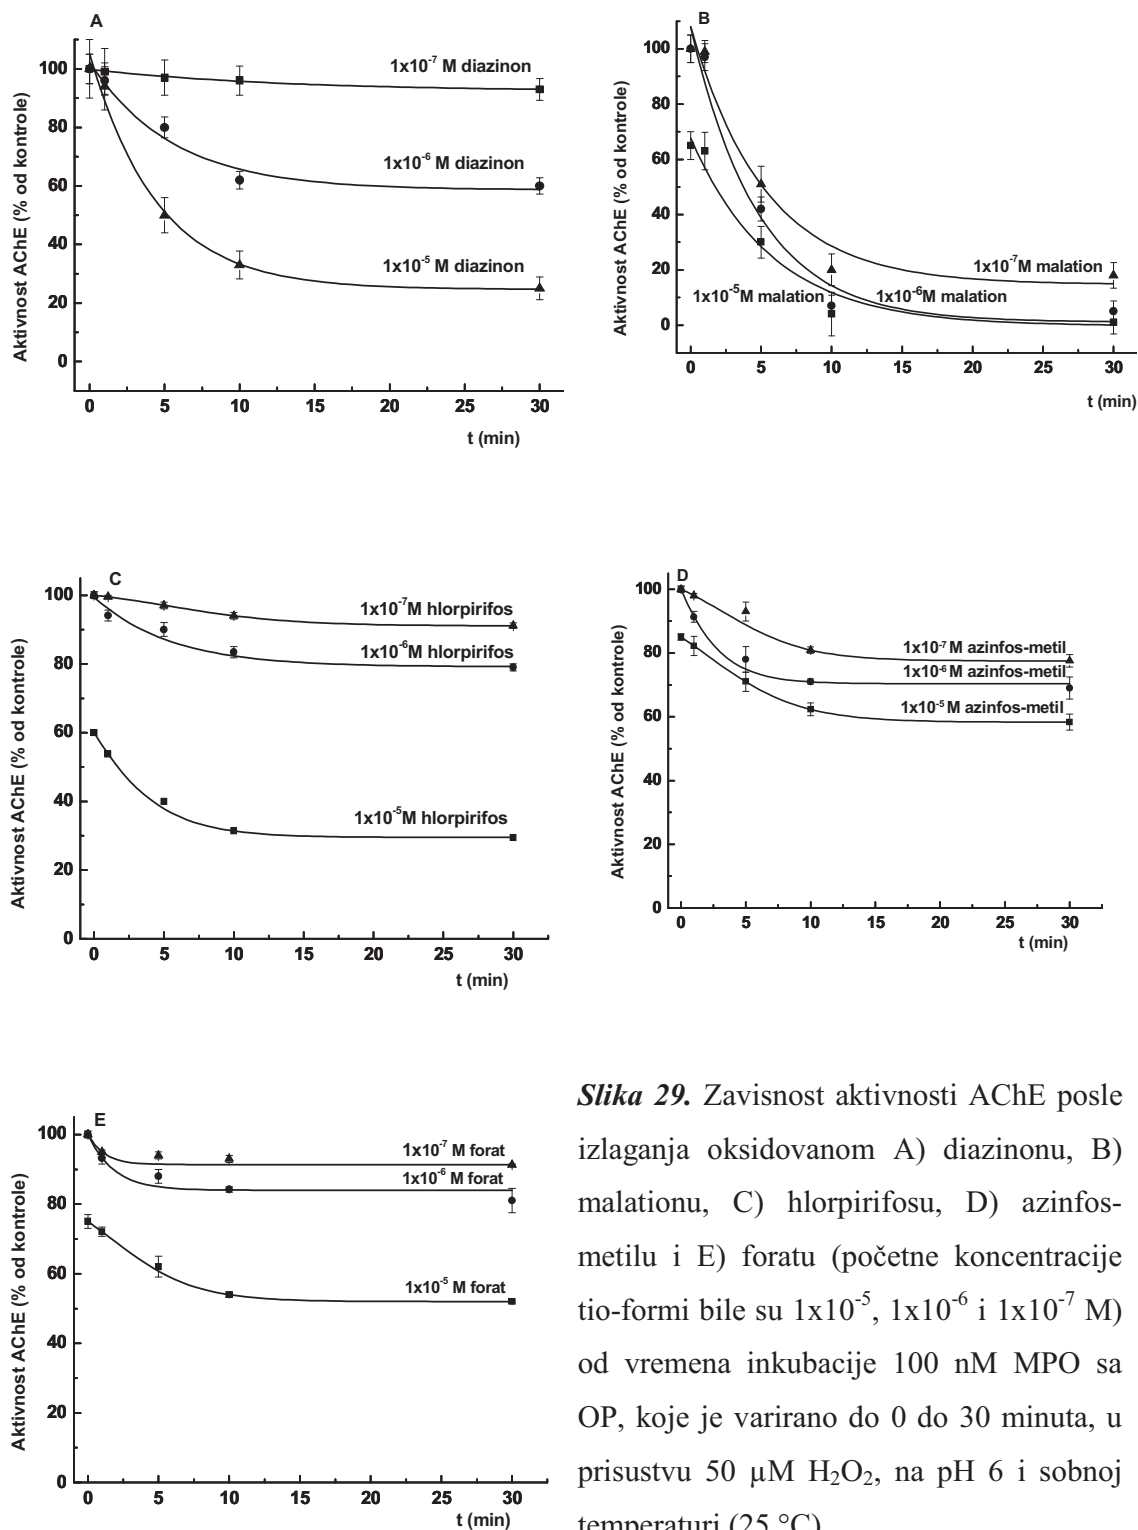 A
Aktivnost AChE (% od kontrole)
100
80
60
40
20
0
1x10⁻⁷ M diazinon
1x10⁻⁶ M diazinon
1x10⁻⁵ M diazinon
0 5 10 15 20 25 30
t (min)
B
Aktivnost AChE (% od kontrole)
100
80
60
40
20
0
1x10⁻⁷M malation
1x10⁻⁵M malation
1x10⁻⁶M malation
0 5 10 15 20 25 30
t (min)
C
Aktivnost AChE (% od kontrole)
100
80
60
40
20
0
1x10⁻⁷M hlorpirifos
1x10⁻⁶M hlorpirifos
1x10⁻⁵M hlorpirifos
0 5 10 15 20 25 30
t (min)
D
Aktivnost AChE (% od kontrole)
100
80
60
40
20
0
1x10⁻⁷ M azinfos-metil
1x10⁻⁶ M azinfos-metil
1x10⁻⁵ M azinfos-metil
0 5 10 15 20 25 30
t (min)
E
Aktivnost AChE (% od kontrole)
100
80
60
40
20
0
1x10⁻⁷ M forat
1x10⁻⁶ M forat
1x10⁻⁵ M forat
0 5 10 15 20 25 30
t (min)
Slika 29. Zavisnost aktivnosti AChE posle
izlaganja oksidovanom A) diazinonu, B)
malationu, C) hlorpirifosu, D) azinfos-
metilu i E) foratu (početne koncentracije
tio-formi bile su 1x10⁻⁵, 1x10⁻⁶ i 1x10⁻⁷ M)
od vremena inkubacije 100 nM MPO sa
OP, koje je varirano do 0 do 30 minuta, u
prisustvu 50 µM H₂O₂, na pH 6 i sobnoj
temperaturi (25 °C)